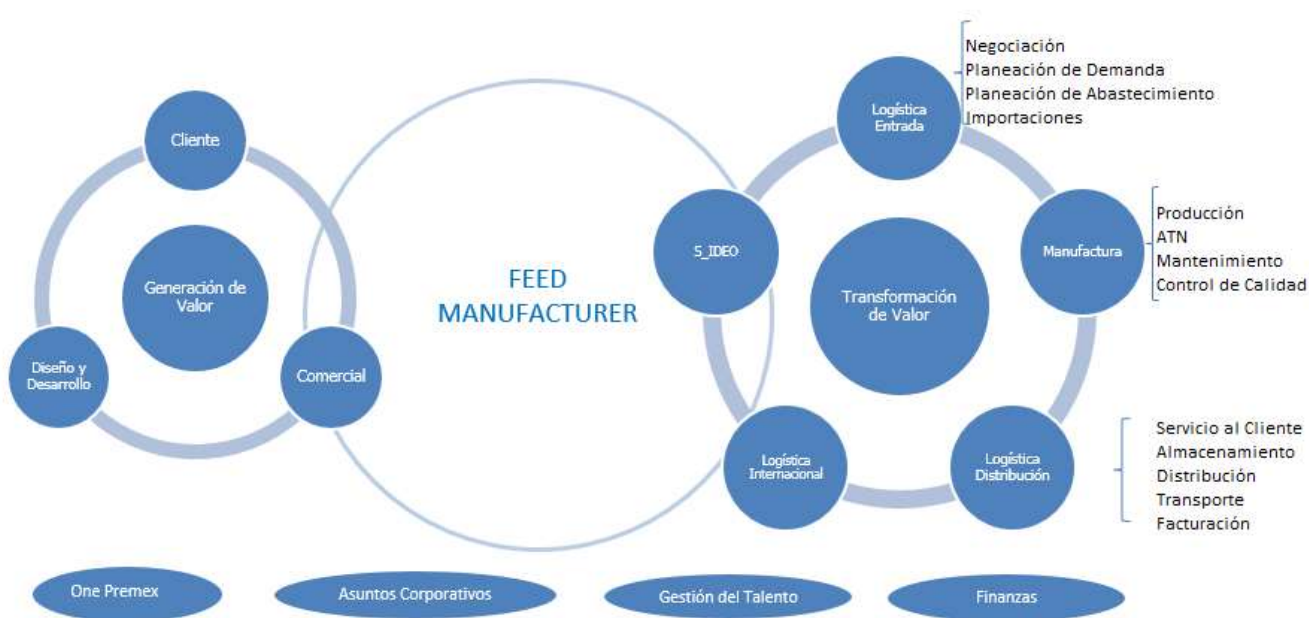 Cliente
Generación de
Valor
Diseño y
Desarrollo
Comercial
FEED
MANUFACTURER
Logística
Entrada
Negociación
Planeación de Demanda
Planeación de Abastecimiento
Importaciones
S_IDEO
Transformación
de Valor
Manufactura
Producción
ATN
Mantenimiento
Control de Calidad
Logística
Internacional
Logística
Distribución
Servicio al Cliente
Almacenamiento
Distribución
Transporte
Facturación
One Premex
Asuntos Corporativos
Gestión del Talento
Finanzas